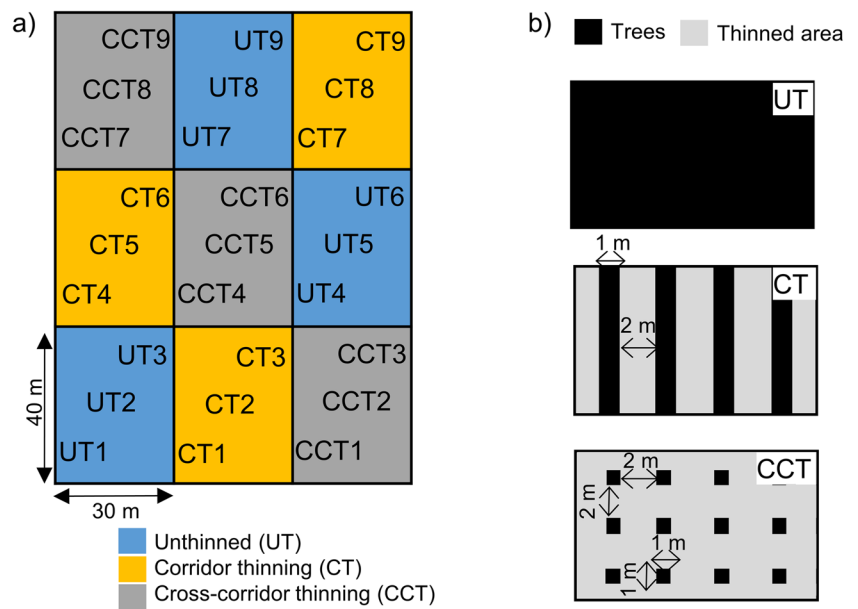 a)
CCT9 UT9 CT9
CCT8 UT8 CT8
CCT7 UT7 CT7
CT6 CCT6 UT6
CT5 CCT5 UT5
CT4 CCT4 UT4
UT3 CT3 CCT3
UT2 CT2 CCT2
UT1 CT1 CCT1
40 m
30 m
Unthinned (UT)
Corridor thinning (CT)
Cross-corridor thinning (CCT)
b)
Trees Thinned area
UT
1 m
CT
2 m
CCT
2 m
2 m
1 m
1 m